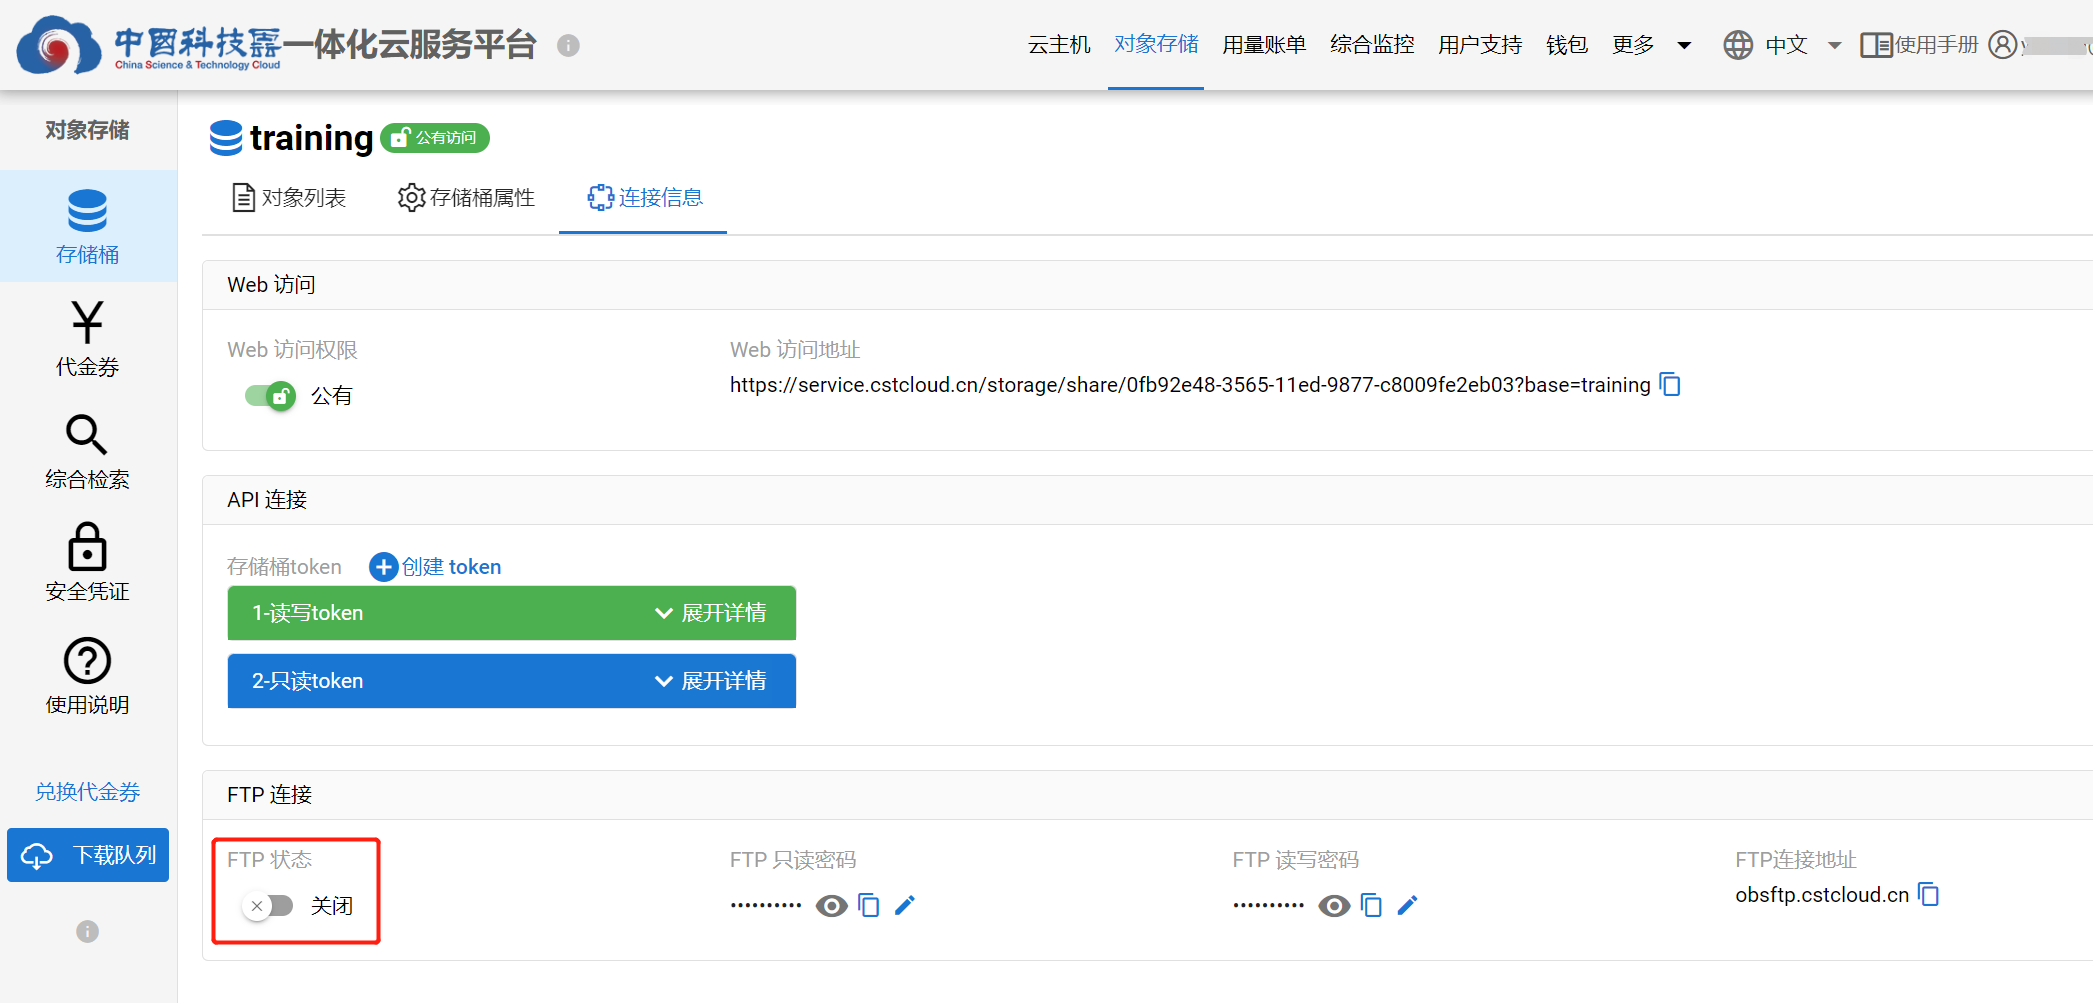 中国科技云一体化云服务平台
China Science & Technology Cloud
云主机 对象存储 用量账单 综合监控 用户支持 钱包 更多 中文 使用手册
对象存储
存储桶
代金券
综合检索
安全凭证
使用说明
兑换代金券
下载队列
training 公有访问
对象列表 存储桶属性 连接信息
Web 访问
Web 访问权限 Web 访问地址
公有 https://service.cstcloud.cn/storage/share/0fb92e48-3565-11ed-9877-c8009fe2eb03?base=training
API 连接
存储桶token 创建 token
1-读写token 展开详情
2-只读token 展开详情
FTP 连接
FTP 状态 FTP 只读密码 FTP 读写密码 FTP连接地址
关闭 •••••••••• •••••••••• obsftp.cstcloud.cn